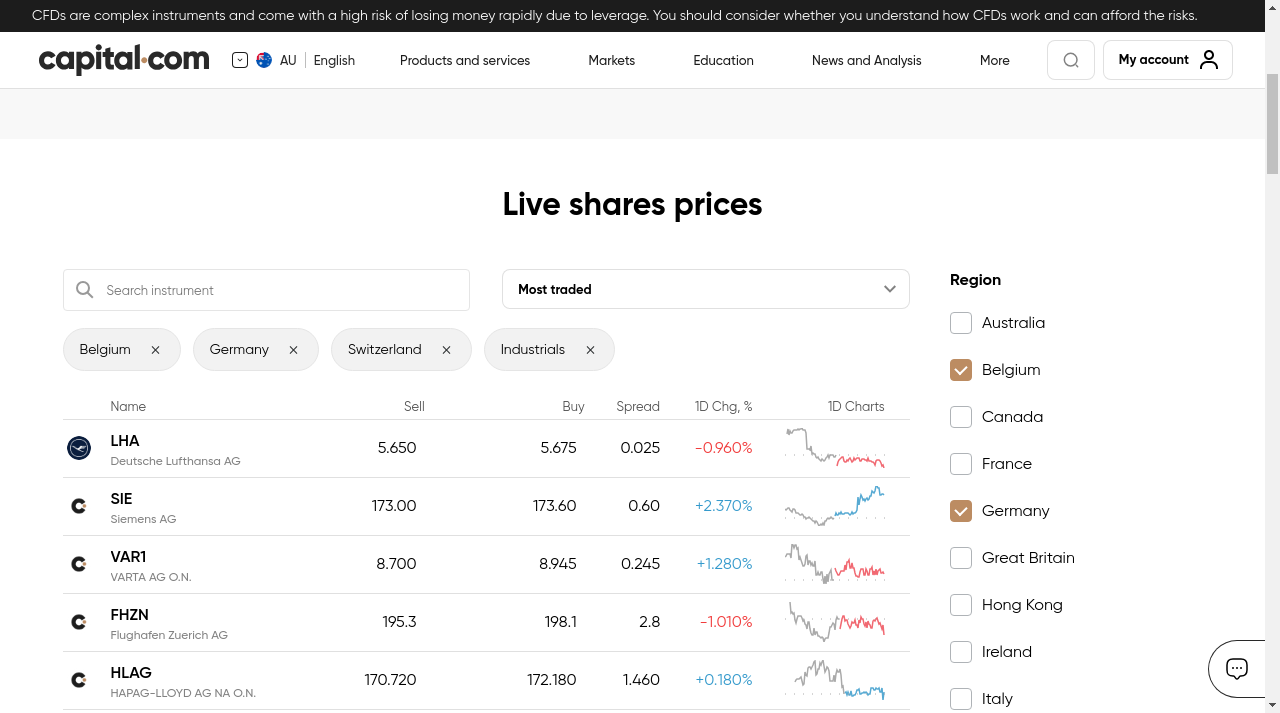 CFDs are complex instruments and come with a high risk of losing money rapidly due to leverage. You should consider whether you understand how CFDs work and can afford the risks.
capital.com AU English Products and services Markets Education News and Analysis More My account
Live shares prices
Search instrument
Most traded
Belgium Germany Switzerland Industrials
Name Sell Buy Spread 1D Chg, % 1D Charts
LHA 5.650 5.675 0.025 -0.960%
Deutsche Lufthansa AG
SIE 173.00 173.60 0.60 +2.370%
Siemens AG
VAR1 8.700 8.945 0.245 +1.280%
VARTA AG O.N.
FHZN 195.3 198.1 2.8 -1.010%
Flughafen Zuerich AG
HLAG 170.720 172.180 1.460 +0.180%
HAPAG-LLOYD AG NA O.N.
Region
Australia
Belgium
Canada
France
Germany
Great Britain
Hong Kong
Ireland
Italy